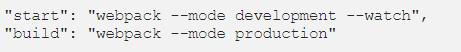 "start": "webpack --mode development --watch",
"build": "webpack --mode production"